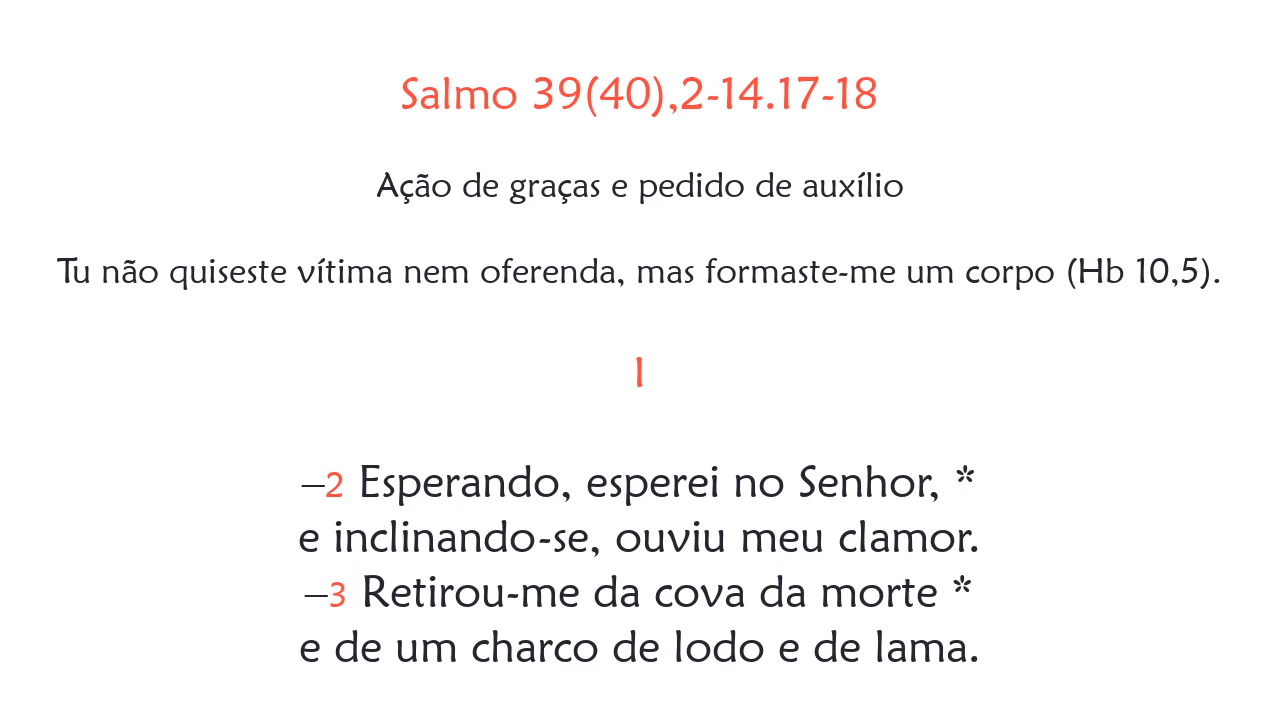 Salmo 39(40),2-14.17-18
Ação de graças e pedido de auxílio
Tu não quiseste vítima nem oferenda, mas formaste-me um corpo (Hb 10,5).
I
–2 Esperando, esperei no Senhor, *
e inclinando-se, ouviu meu clamor.
–3 Retirou-me da cova da morte *
e de um charco de lodo e de lama.